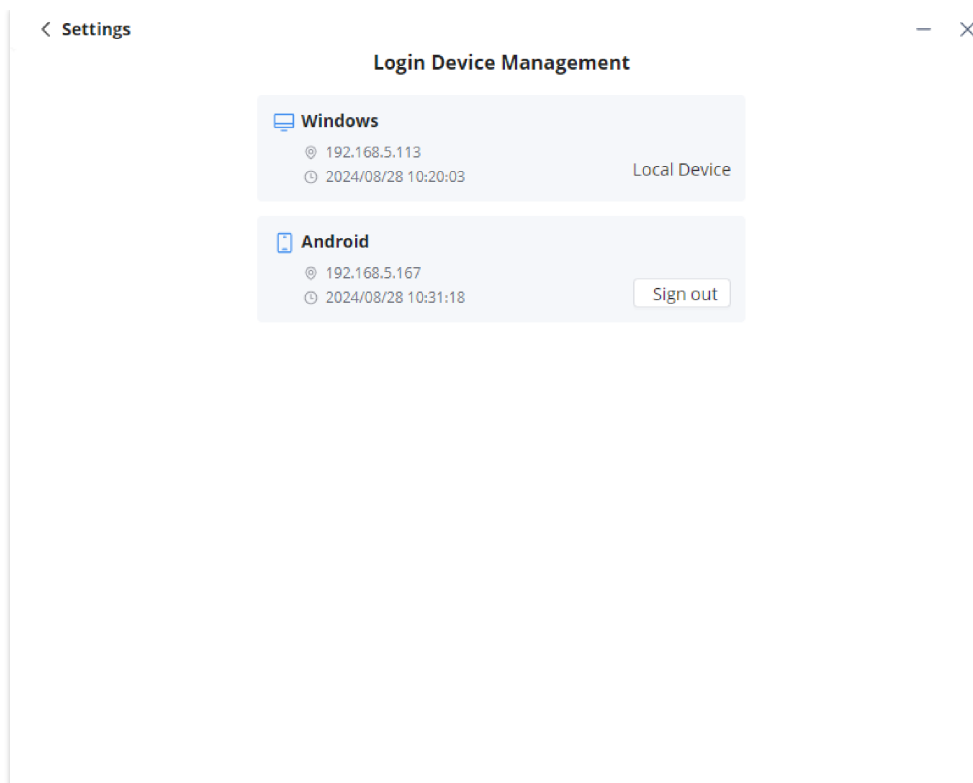 Settings
Login Device Management
Windows
192.168.5.113
2024/08/28 10:20:03
Local Device
Android
192.168.5.167
2024/08/28 10:31:18
Sign out